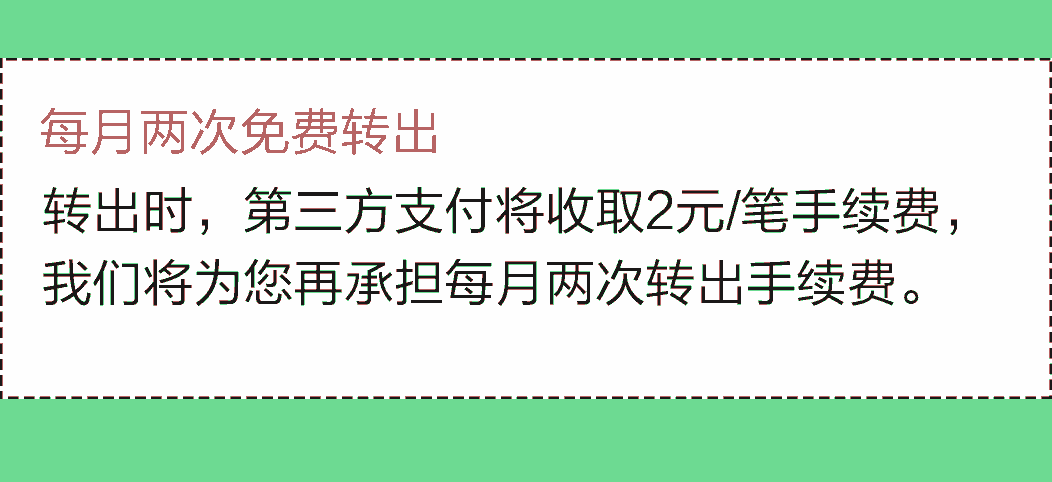 每月两次免费转出
转出时，第三方支付将收取2元/笔手续费，
我们将为您再承担每月两次转出手续费。